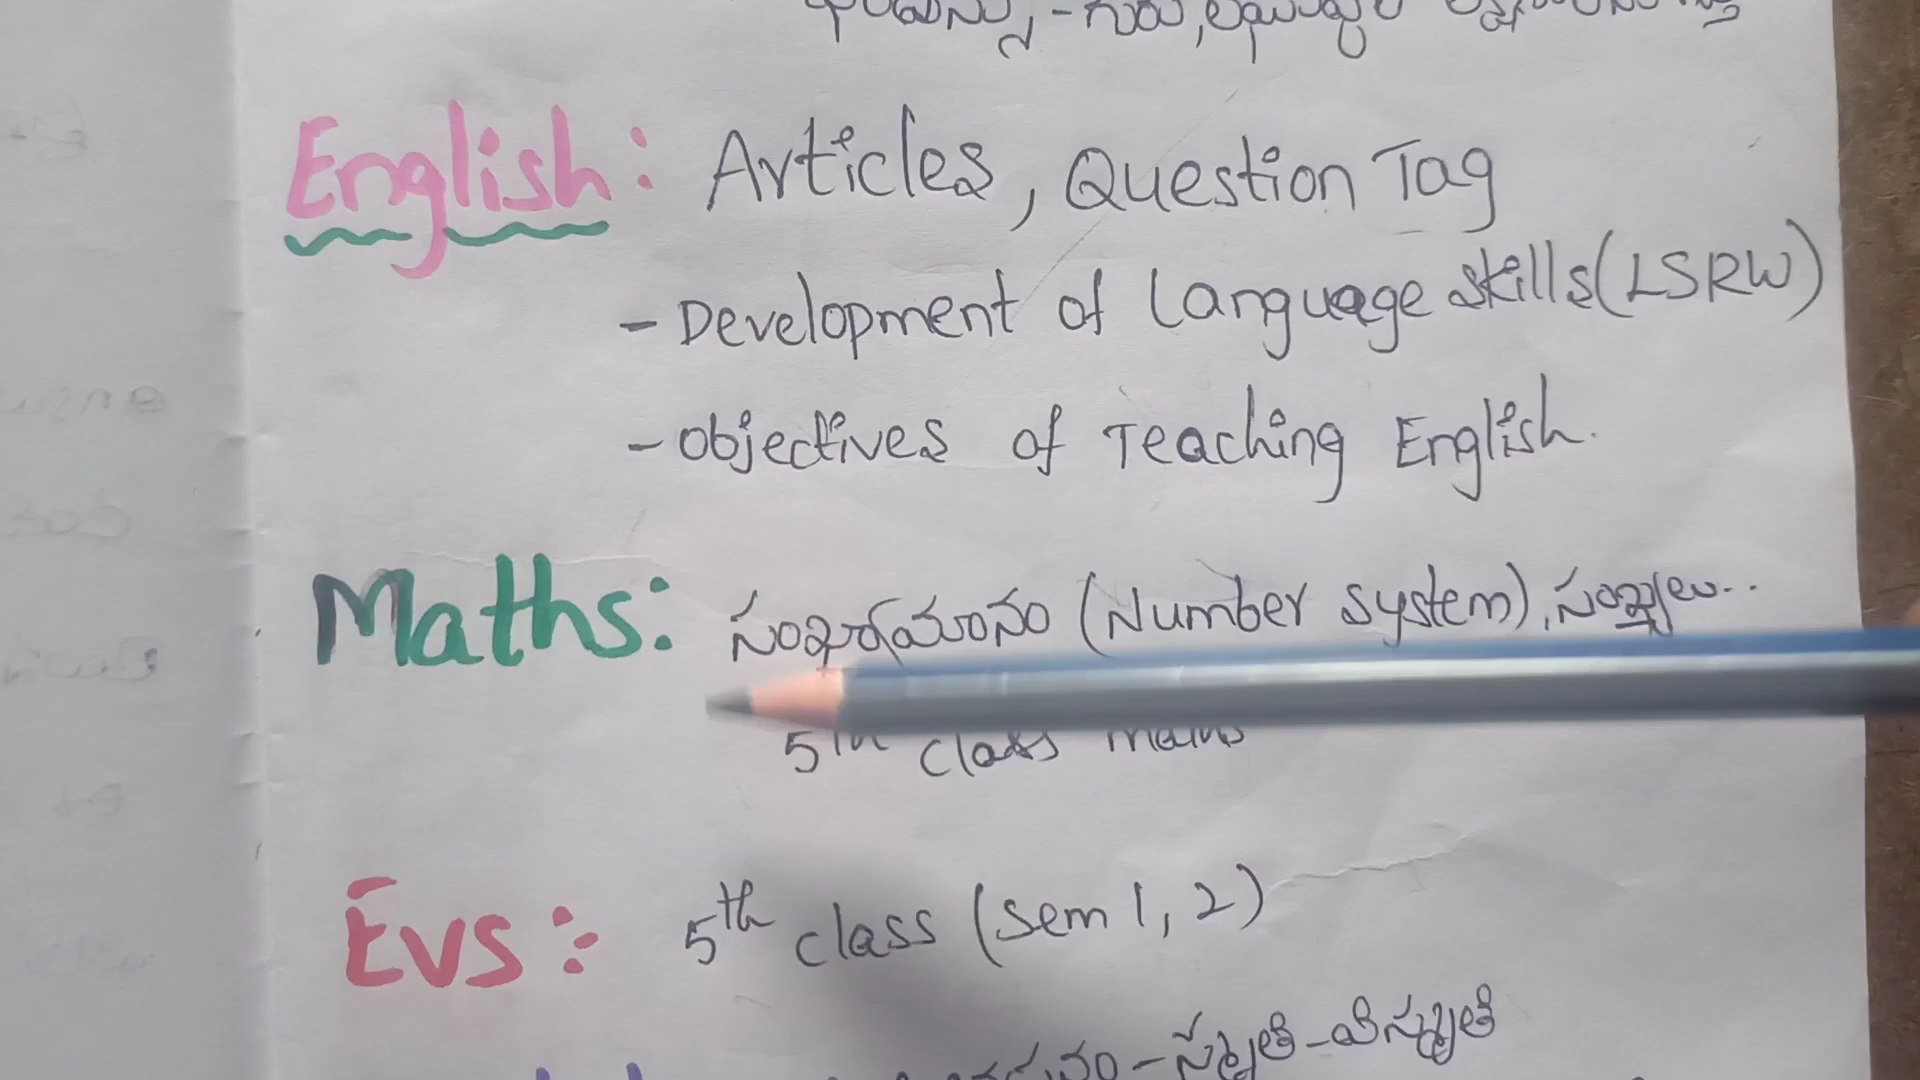 గురు, లఘువుల
English: Articles, Question Tag
- Development of Language Skills (LSRW)
- Objectives of Teaching English.
Maths: సంఖ్యామానం (Number system), సంఖ్యలు..
5th class maths
Evs: 5th class (Sem 1, 2)
- స్మృతి - విస్మృతి